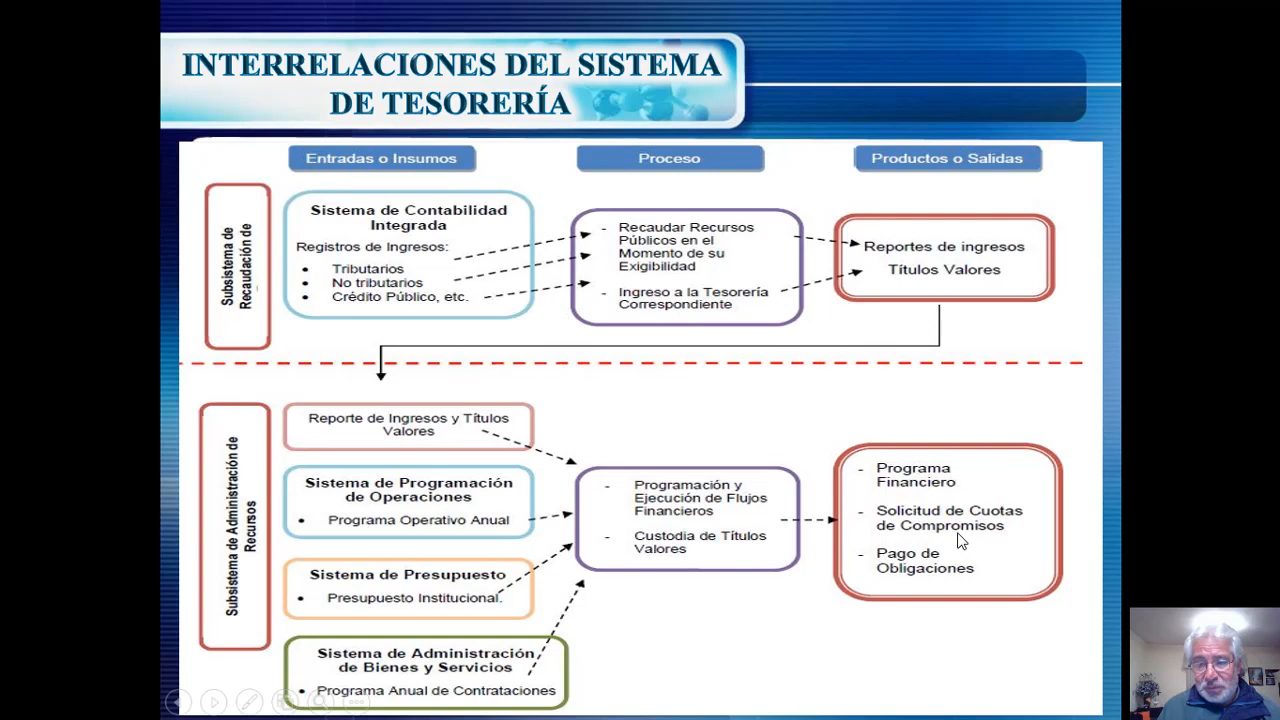 INTERRELACIONES DEL SISTEMA
DE TESORERÍA
Entradas o Insumos
Proceso
Productos o Salidas
Subsistema de
Recaudación de
Sistema de Contabilidad
Integrada
Registros de Ingresos:
• Tributarios
• No tributarios
• Crédito Público, etc.
- Recaudar Recursos
Públicos en el
Momento de su
Exigibilidad
- Ingreso a la Tesorería
Correspondiente
Reportes de ingresos
Títulos Valores
Subsistema de Administración de
Recursos
Reporte de Ingresos y Títulos
Valores
Sistema de Programación
de Operaciones
• Programa Operativo Anual
Sistema de Presupuesto
• Presupuesto Institucional.
Sistema de Administración
de Bienes y Servicios
• Programa Anual de Contrataciones
- Programación y
Ejecución de Flujos
Financieros
- Custodia de Títulos
Valores
- Programa
Financiero
- Solicitud de Cuotas
de Compromisos
- Pago de
Obligaciones